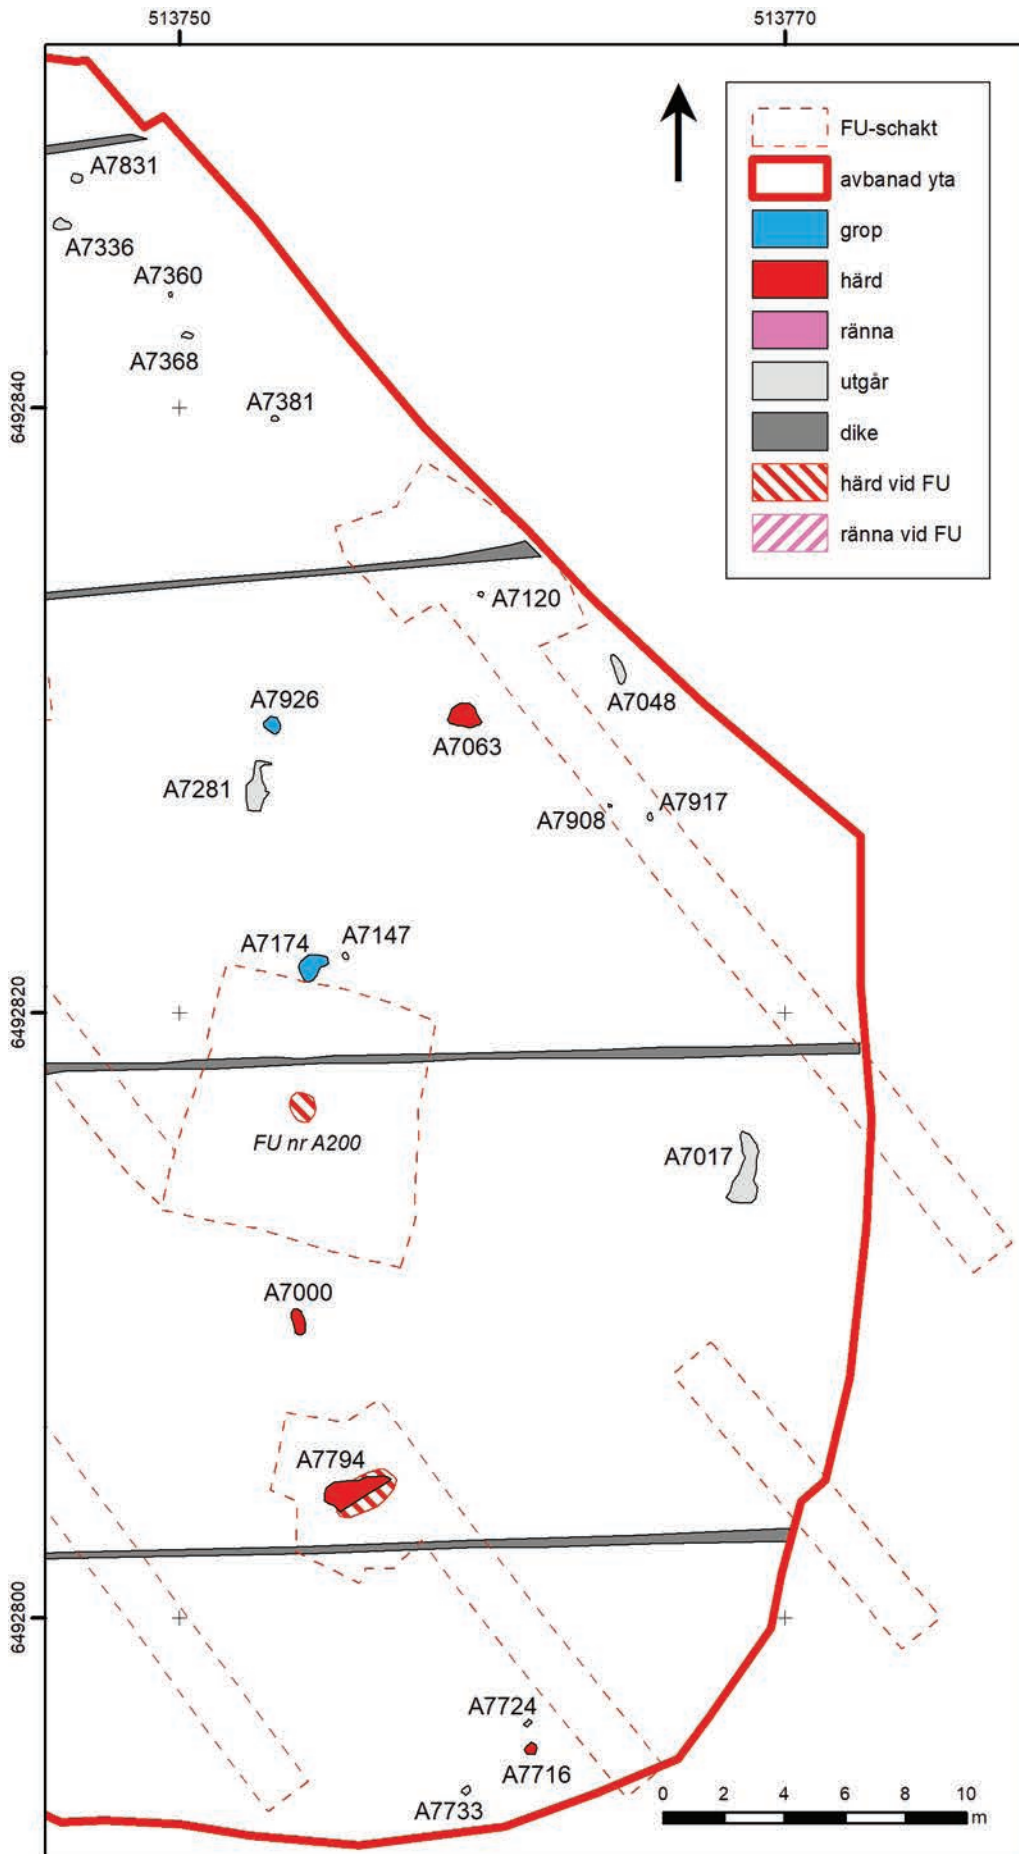 513750
513770
FU-schakt
avbanad yta
grop
härd
ränna
utgår
dike
härd vid FU
ränna vid FU
A7831
A7336
A7360
A7368
A7381
6492840
A7120
A7048
A7926
A7063
A7281
A7908
A7917
A7174
A7147
6492820
FU nr A200
A7017
A7000
A7794
6492800
A7724
A7716
A7733
0 2 4 6 8 10
m